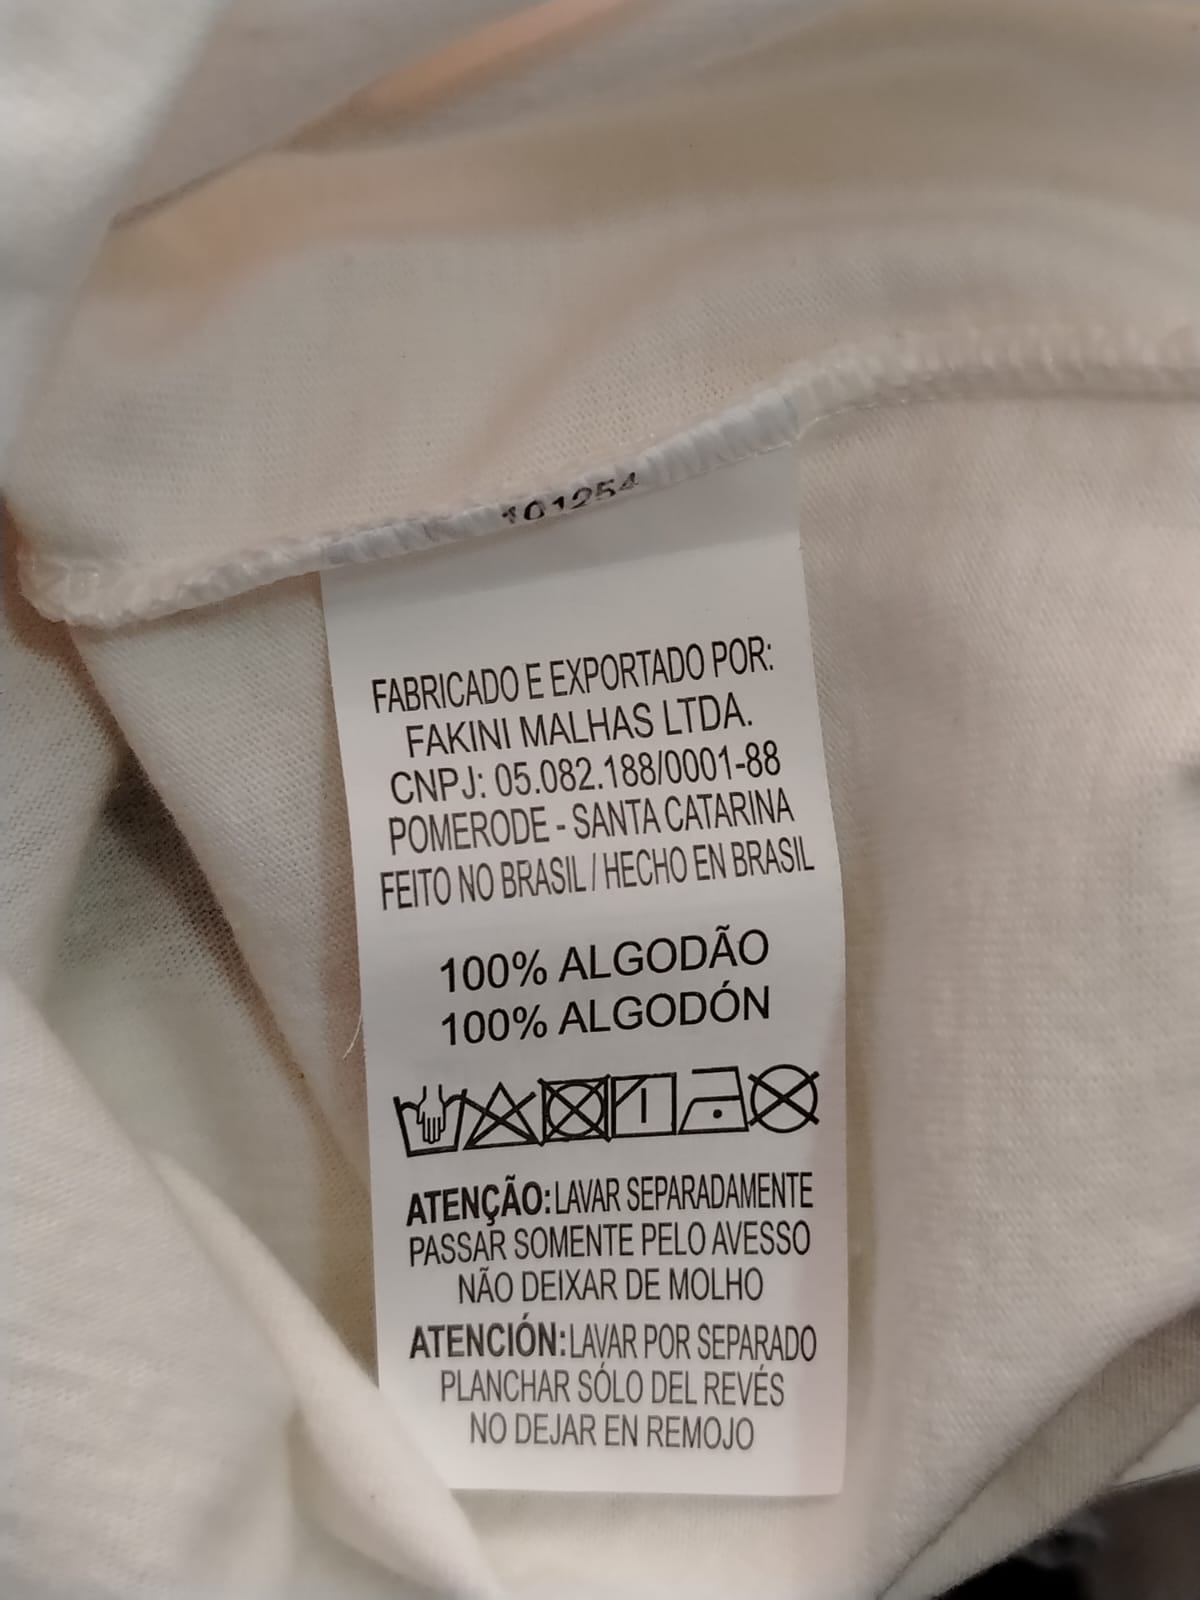 101254
FABRICADO E EXPORTADO POR:
FAKINI MALHAS LTDA.
CNPJ: 05.082.188/0001-88
POMERODE - SANTA CATARINA
FEITO NO BRASIL / HECHO EN BRASIL
100% ALGODÃO
100% ALGODÓN
ATENÇÃO: LAVAR SEPARADAMENTE
PASSAR SOMENTE PELO AVESSO
NÃO DEIXAR DE MOLHO
ATENCIÓN: LAVAR POR SEPARADO
PLANCHAR SÓLO DEL REVÉS
NO DEJAR EN REMOJO